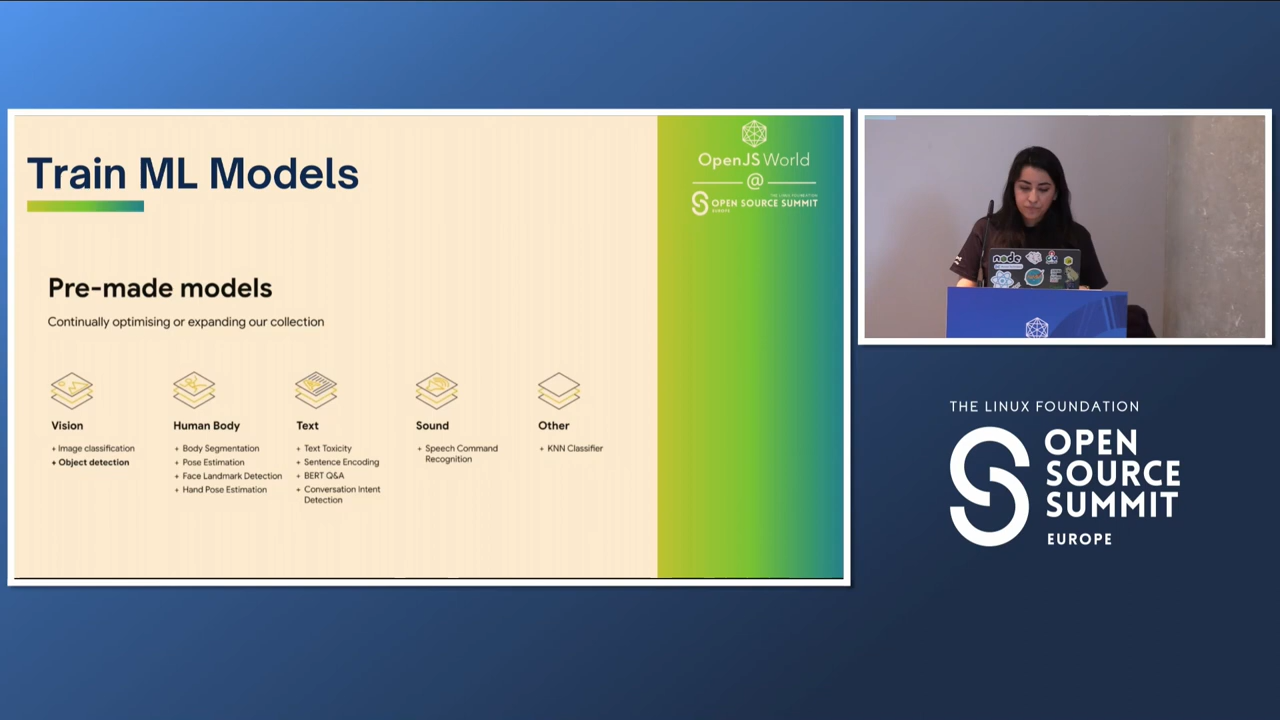 Train ML Models
OpenJS World
@
THE LINUX FOUNDATION
OPEN SOURCE SUMMIT
EUROPE
Pre-made models
Continually optimising or expanding our collection
Vision
+ Image classification
+ Object detection
Human Body
+ Body Segmentation
+ Pose Estimation
+ Face Landmark Detection
+ Hand Pose Estimation
Text
+ Text Toxicity
+ Sentence Encoding
+ BERT Q&A
+ Conversation Intent
Detection
Sound
+ Speech Command
Recognition
Other
+ KNN Classifier
node
THE LINUX FOUNDATION
OPEN
SOURCE
SUMMIT
EUROPE